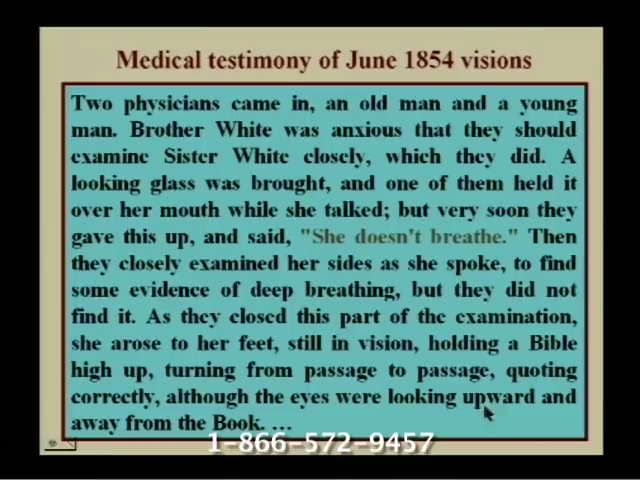 Medical testimony of June 1854 visions
Two physicians came in, an old man and a young
man. Brother White was anxious that they should
examine Sister White closely, which they did. A
looking glass was brought, and one of them held it
over her mouth while she talked; but very soon they
gave this up, and said, "She doesn't breathe." Then
they closely examined her sides as she spoke, to find
some evidence of deep breathing, but they did not
find it. As they closed this part of the examination,
she arose to her feet, still in vision, holding a Bible
high up, turning from passage to passage, quoting
correctly, although the eyes were looking upward and
away from the Book. ...
1-866-572-9457